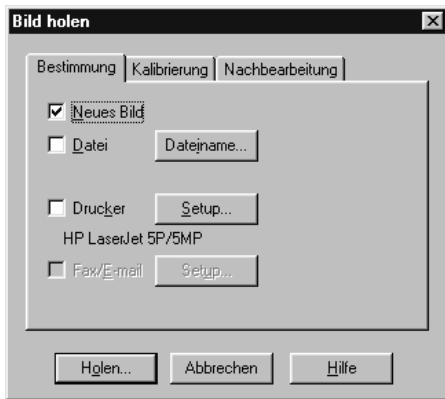 Bild holen
Bestimmung Kalibrierung Nachbearbeitung
Neues Bild
Datei Dateiname...
Drucker Setup...
HP LaserJet 5P/5MP
Fax/E-mail Setup...
Holen... Abbrechen Hilfe